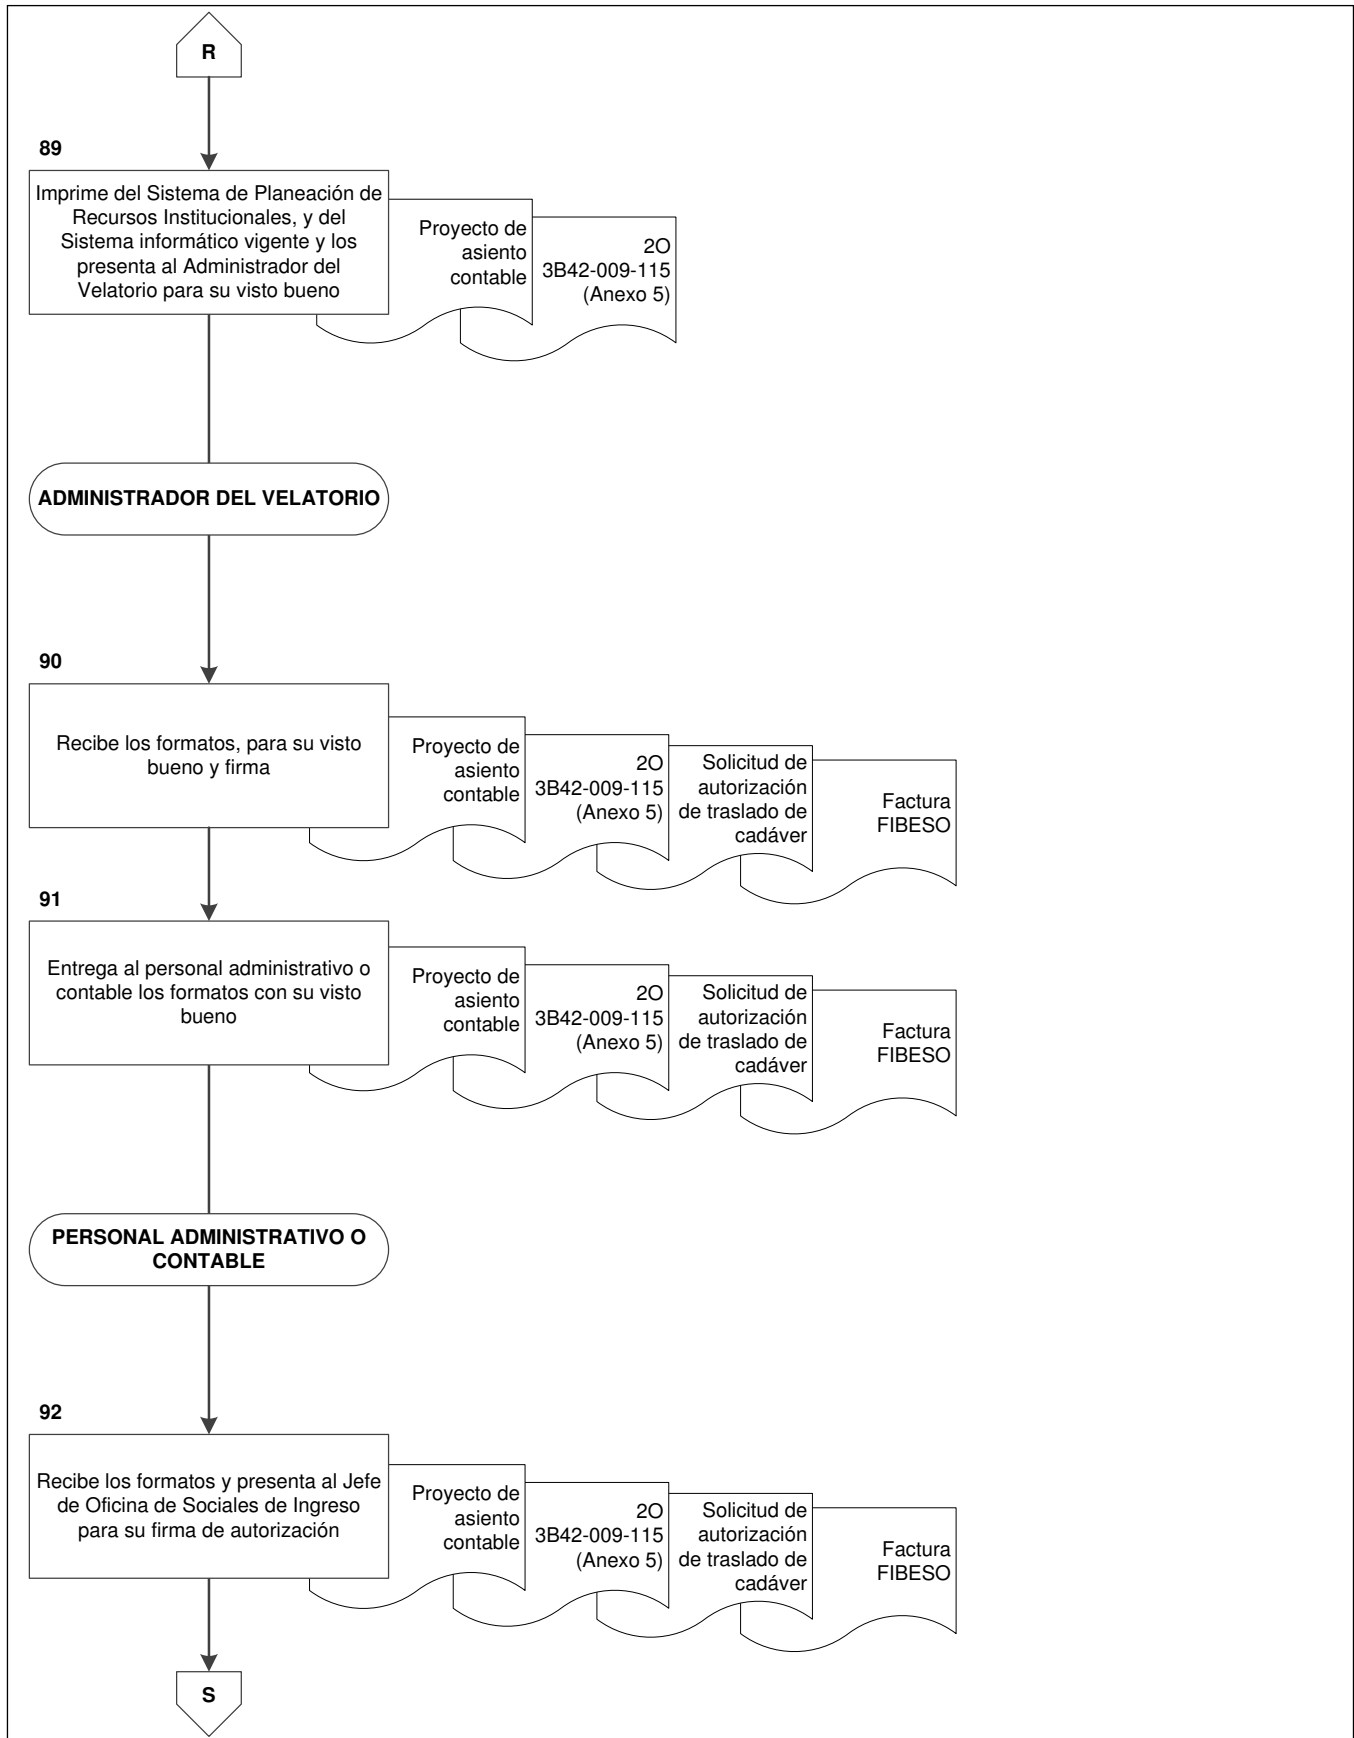 R
89
Imprime del Sistema de Planeación de
Recursos Institucionales, y del
Sistema informático vigente y los
presenta al Administrador del
Velatorio para su visto bueno
Proyecto de
asiento
contable
2O
3B42-009-115
(Anexo 5)
ADMINISTRADOR DEL VELATORIO
90
Recibe los formatos, para su visto
bueno y firma
Proyecto de
asiento
contable
2O
3B42-009-115
(Anexo 5)
Solicitud de
autorización
de traslado de
cadáver
Factura
FIBESO
91
Entrega al personal administrativo o
contable los formatos con su visto
bueno
Proyecto de
asiento
contable
2O
3B42-009-115
(Anexo 5)
Solicitud de
autorización
de traslado de
cadáver
Factura
FIBESO
PERSONAL ADMINISTRATIVO O
CONTABLE
92
Recibe los formatos y presenta al Jefe
de Oficina de Sociales de Ingreso
para su firma de autorización
Proyecto de
asiento
contable
2O
3B42-009-115
(Anexo 5)
Solicitud de
autorización
de traslado de
cadáver
Factura
FIBESO
S